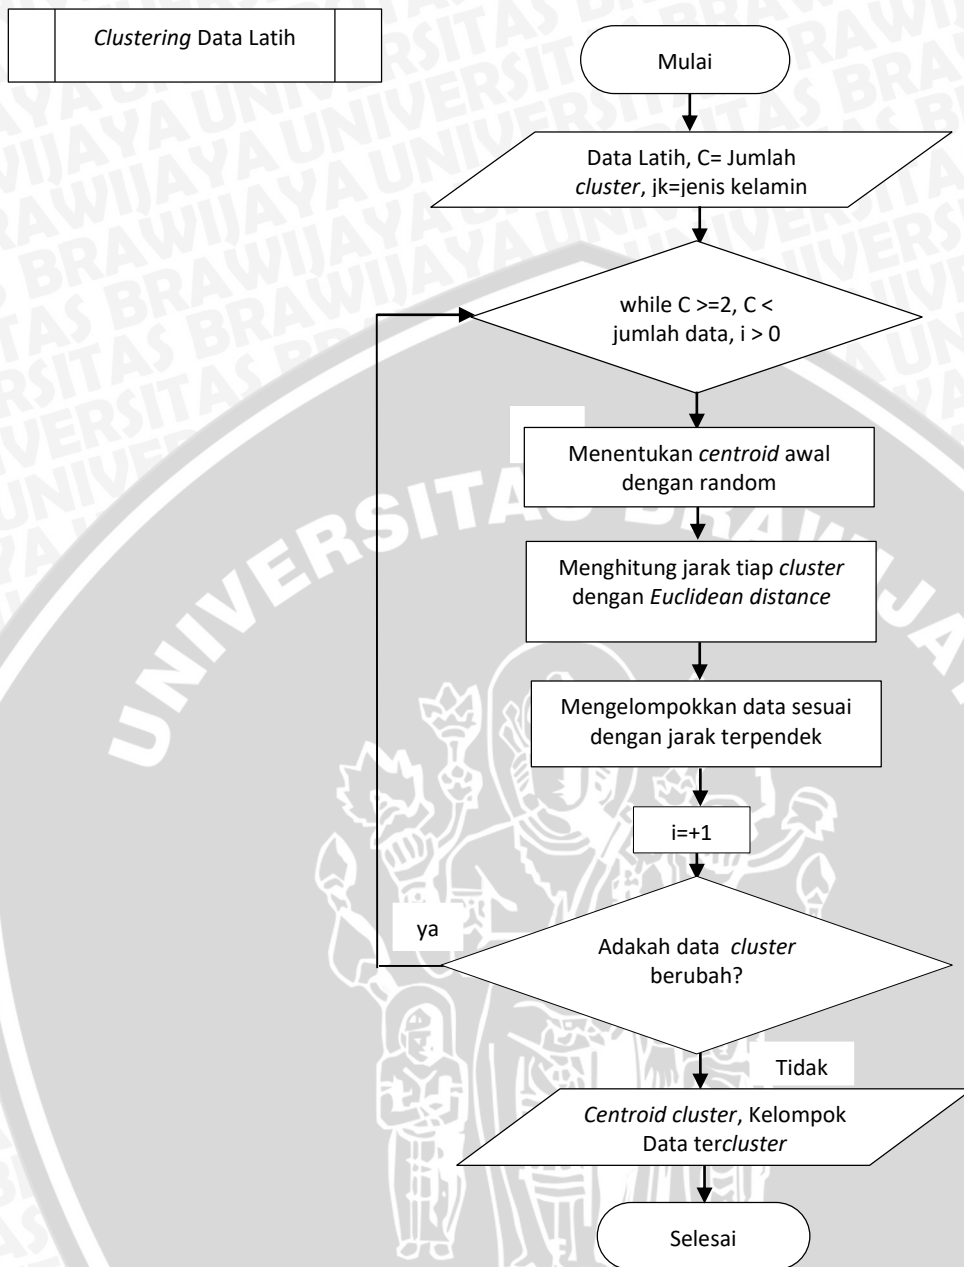 Clustering Data Latih
Mulai
Data Latih, C= Jumlah
cluster, jk=jenis kelamin
while C >=2, C <
jumlah data, i > 0
Menentukan centroid awal
dengan random
Menghitung jarak tiap cluster
dengan Euclidean distance
Mengelompokkan data sesuai
dengan jarak terpendek
i=+1
ya
Adakah data cluster
berubah?
Tidak
Centroid cluster, Kelompok
Data tercluster
Selesai
UNIVERSITAS BRAWIJAYA